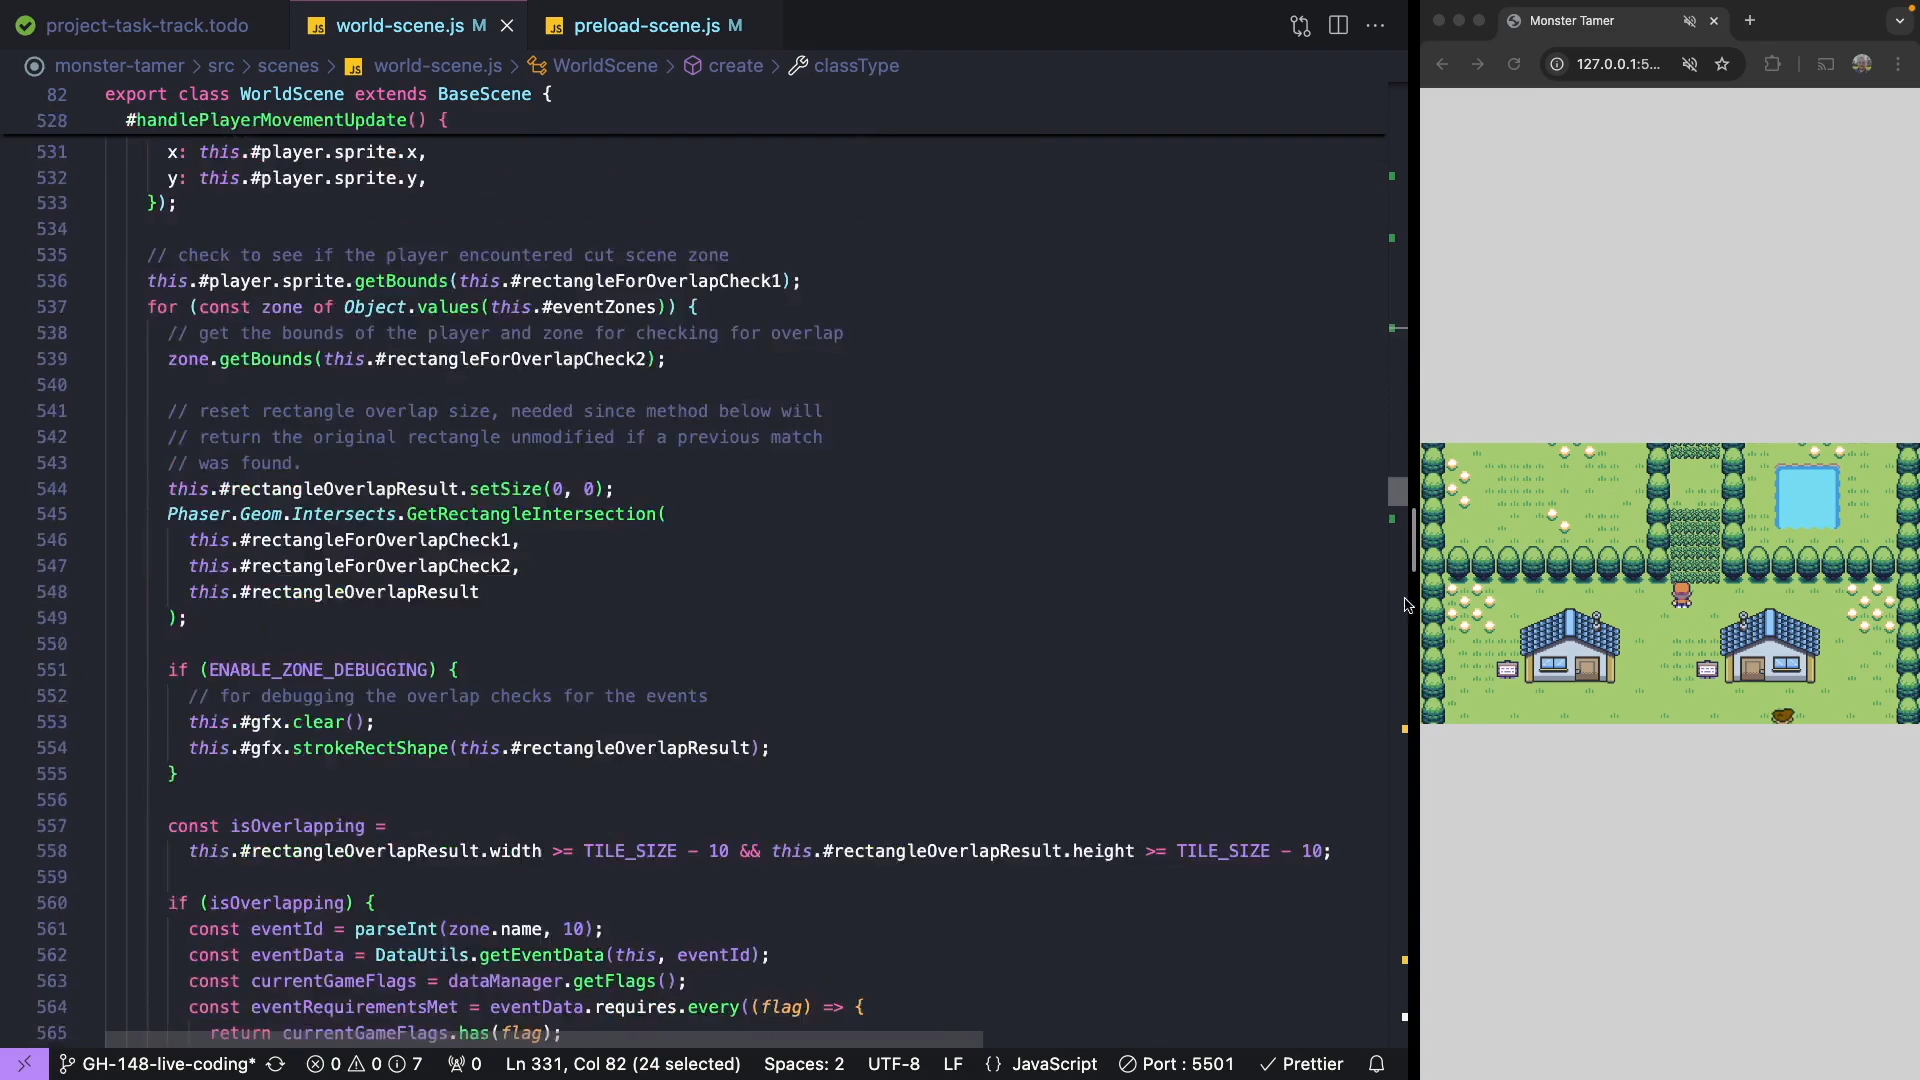 project-task-track.todo
world-scene.js M
preload-scene.js M
monster-tamer > src > scenes > world-scene.js > WorldScene > create > classType
82 export class WorldScene extends BaseScene {
528 #handlePlayerMovementUpdate() {
531 x: this.#player.sprite.x,
532 y: this.#player.sprite.y,
533 });
534
535 // check to see if the player encountered cut scene zone
536 this.#player.sprite.getBounds(this.#rectangleForOverlapCheck1);
537 for (const zone of Object.values(this.#eventZones)) {
538 // get the bounds of the player and zone for checking for overlap
539 zone.getBounds(this.#rectangleForOverlapCheck2);
540
541 // reset rectangle overlap size, needed since method below will
542 // return the original rectangle unmodified if a previous match
543 // was found.
544 this.#rectangleOverlapResult.setSize(0, 0);
545 Phaser.Geom.Intersects.GetRectangleIntersection(
546 this.#rectangleForOverlapCheck1,
547 this.#rectangleForOverlapCheck2,
548 this.#rectangleOverlapResult
549 );
550
551 if (ENABLE_ZONE_DEBUGGING) {
552 // for debugging the overlap checks for the events
553 this.#gfx.clear();
554 this.#gfx.strokeRectShape(this.#rectangleOverlapResult);
555 }
556
557 const isOverlapping =
558 this.#rectangleOverlapResult.width >= TILE_SIZE - 10 && this.#rectangleOverlapResult.height >= TILE_SIZE - 10;
559
560 if (isOverlapping) {
561 const eventId = parseInt(zone.name, 10);
562 const eventData = DataUtils.getEventData(this, eventId);
563 const currentGameFlags = dataManager.getFlags();
564 const eventRequirementsMet = eventData.requires.every((flag) => {
565 return currentGameFlags.has(flag);
GH-148-live-coding* 0 0 7 0 Ln 331, Col 82 (24 selected) Spaces: 2 UTF-8 LF {} JavaScript Port : 5501 Prettier
Monster Tamer
127.0.0.1:5...